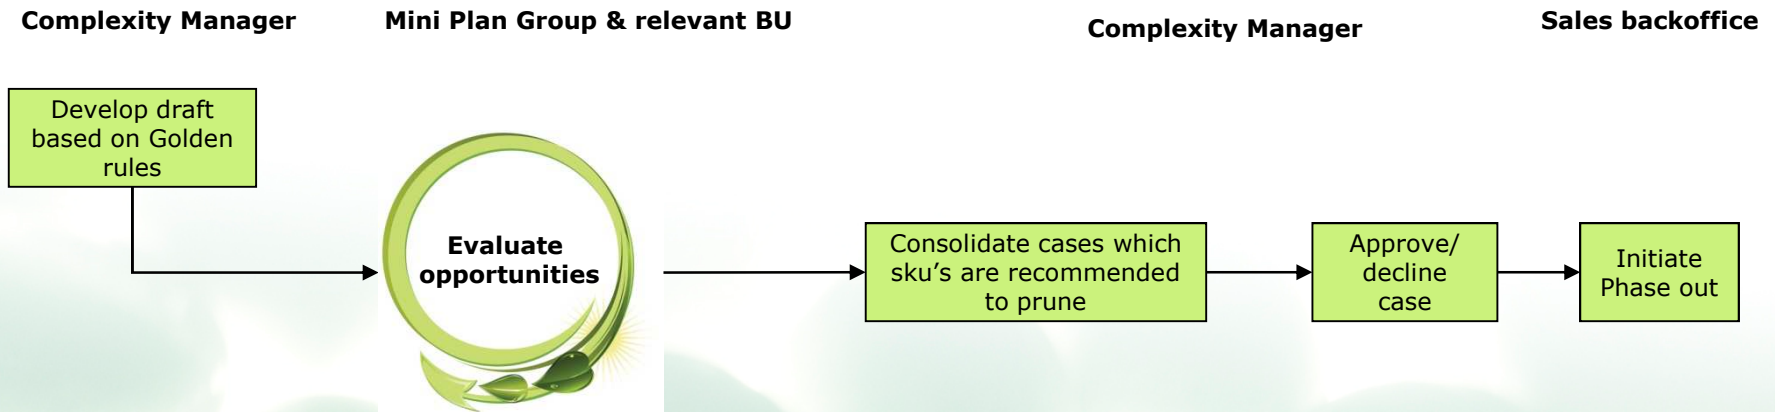 Complexity Manager
Mini Plan Group & relevant BU
Complexity Manager
Sales backoffice
Develop draft
based on Golden
rules
Evaluate
opportunities
Consolidate cases which
sku's are recommended
to prune
Approve/
decline
case
Initiate
Phase out